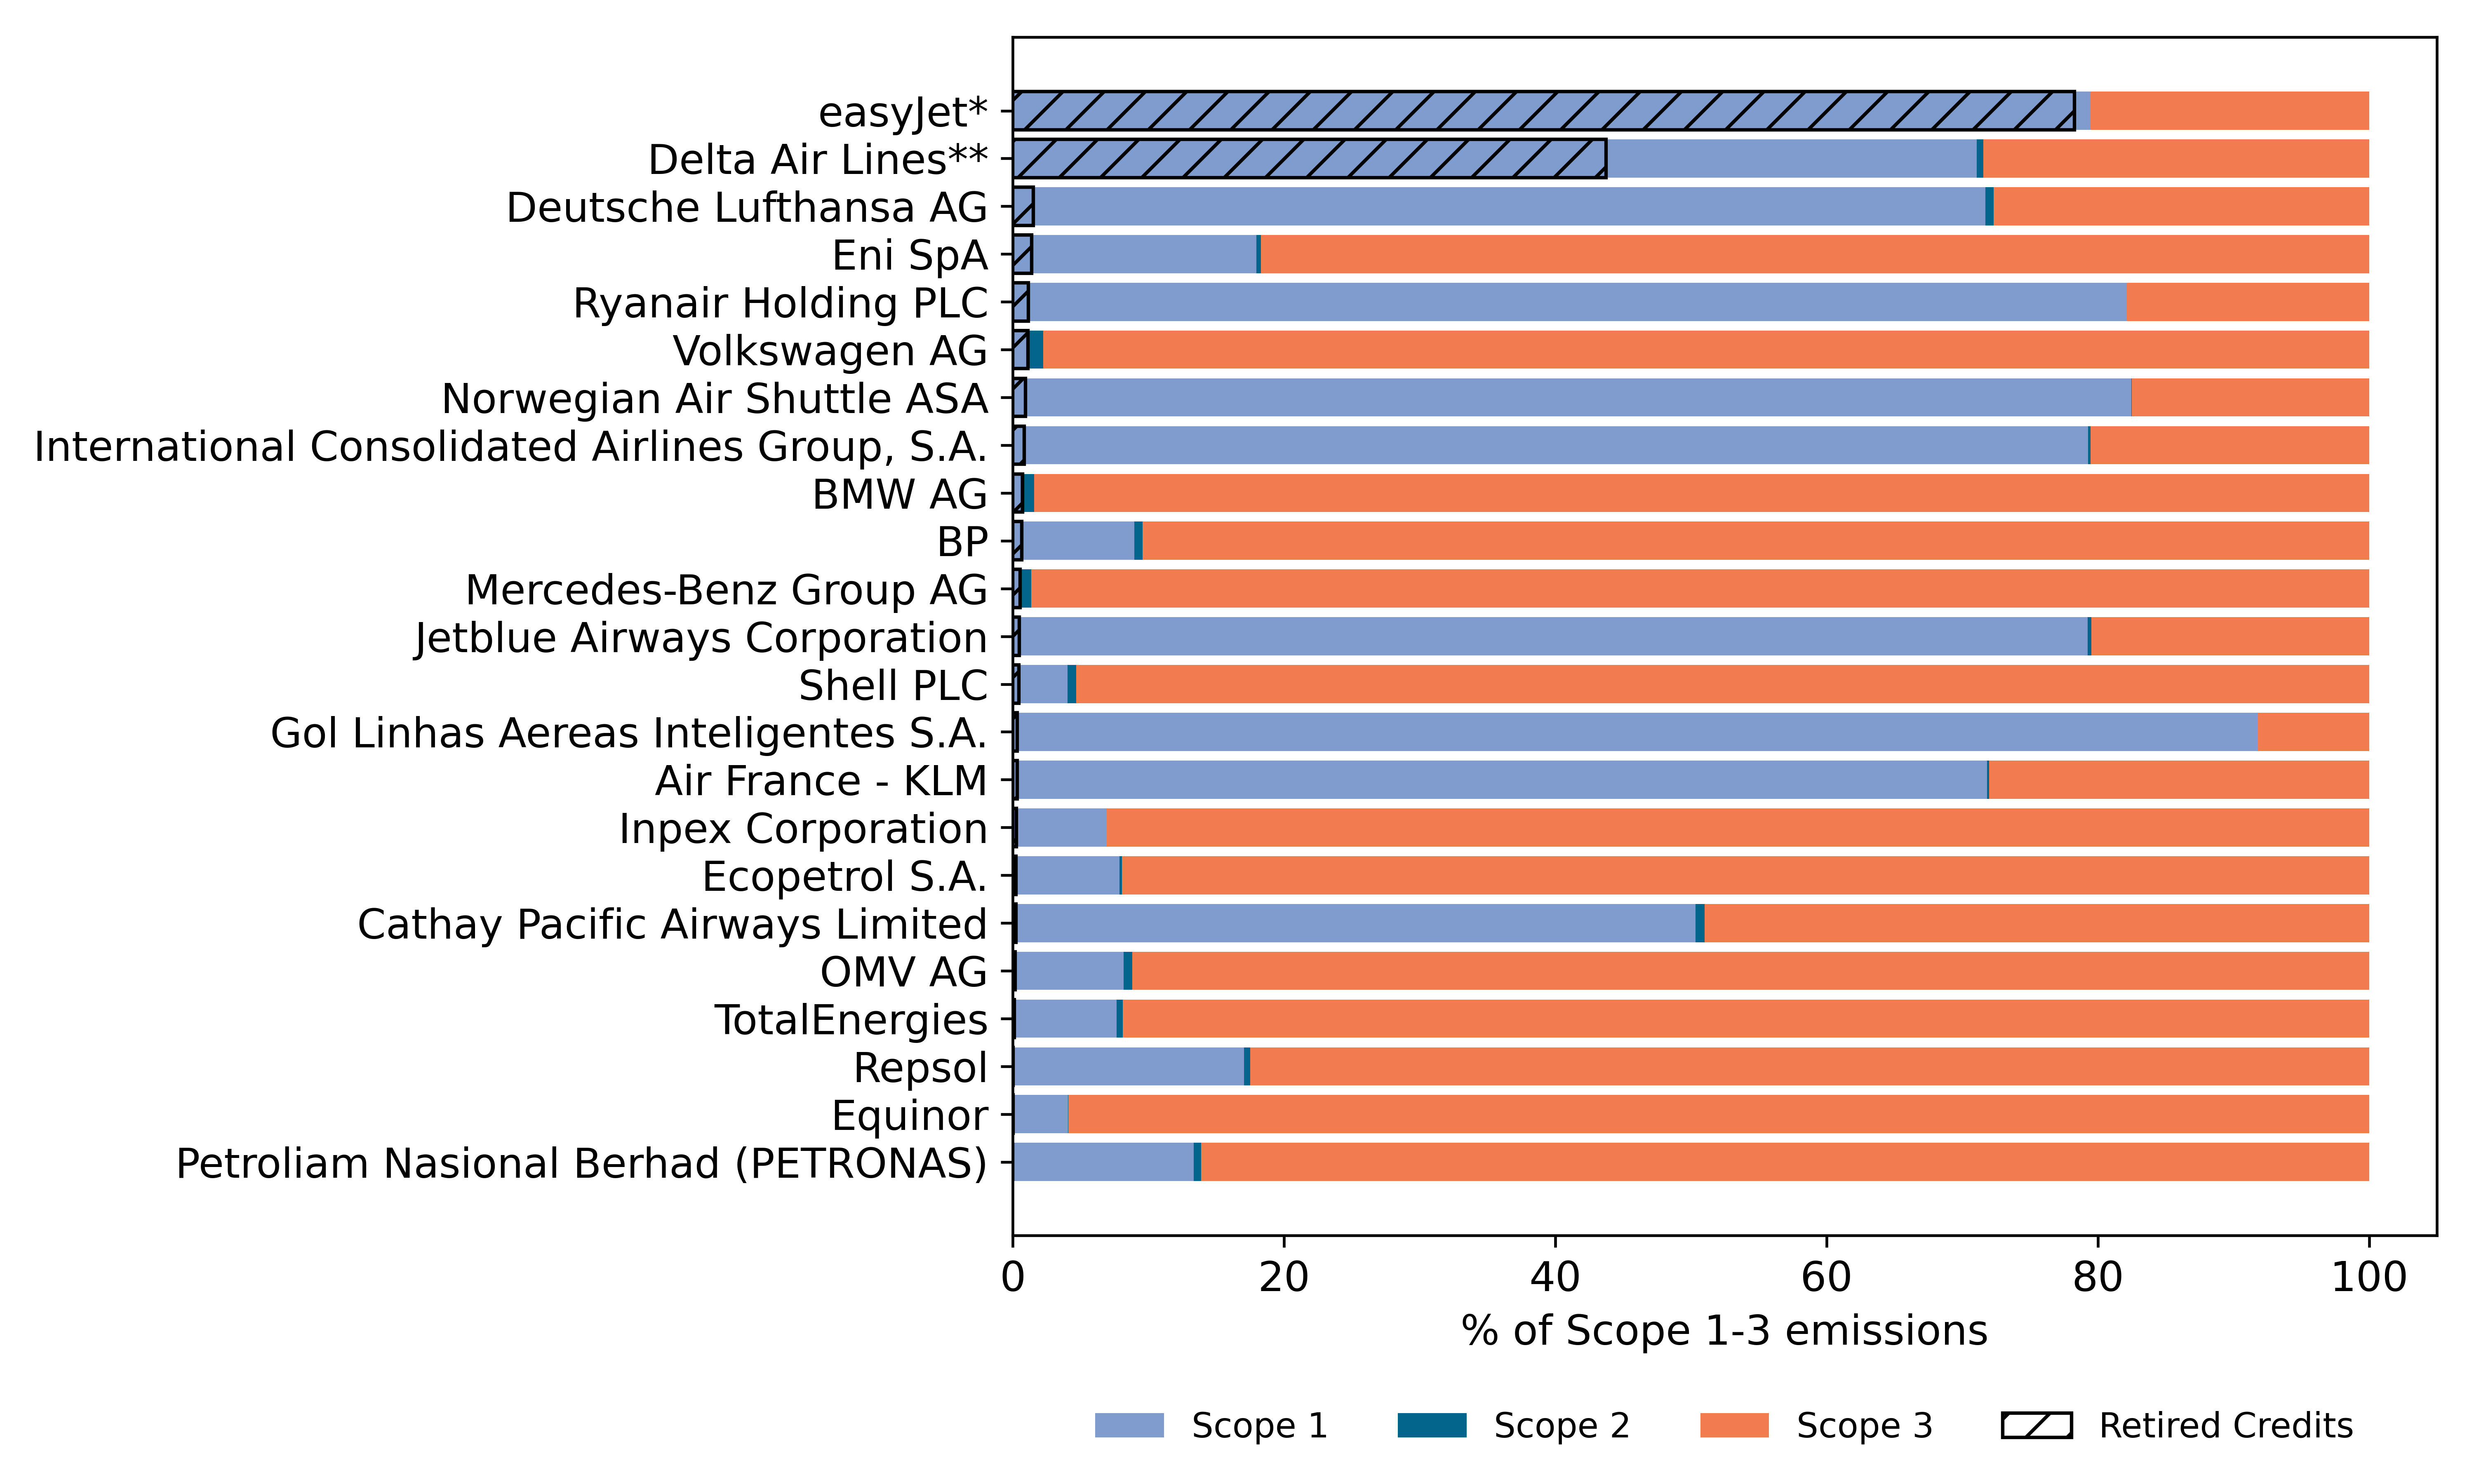 easyJet*
Delta Air Lines**
Deutsche Lufthansa AG
Eni SpA
Ryanair Holding PLC
Volkswagen AG
Norwegian Air Shuttle ASA
International Consolidated Airlines Group, S.A.
BMW AG
BP
Mercedes-Benz Group AG
Jetblue Airways Corporation
Shell PLC
Gol Linhas Aereas Inteligentes S.A.
Air France - KLM
Inpex Corporation
Ecopetrol S.A.
Cathay Pacific Airways Limited
OMV AG
TotalEnergies
Repsol
Equinor
Petroliam Nasional Berhad (PETRONAS)
0 20 40 60 80 100
% of Scope 1-3 emissions
Scope 1 Scope 2 Scope 3 Retired Credits